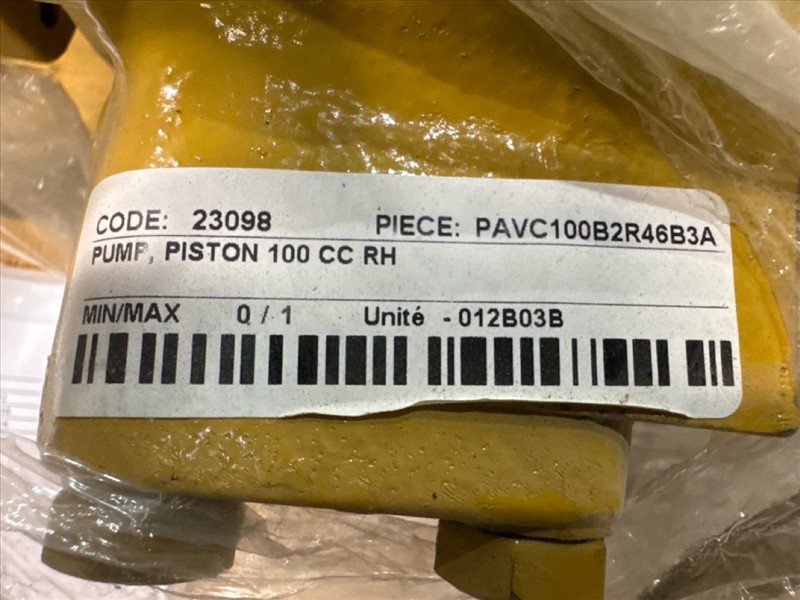 CODE: 23098 PIECE: PAVC100B2R46B3A
PUMP, PISTON 100 CC RH
MIN/MAX 0 / 1 Unité - 012B03B